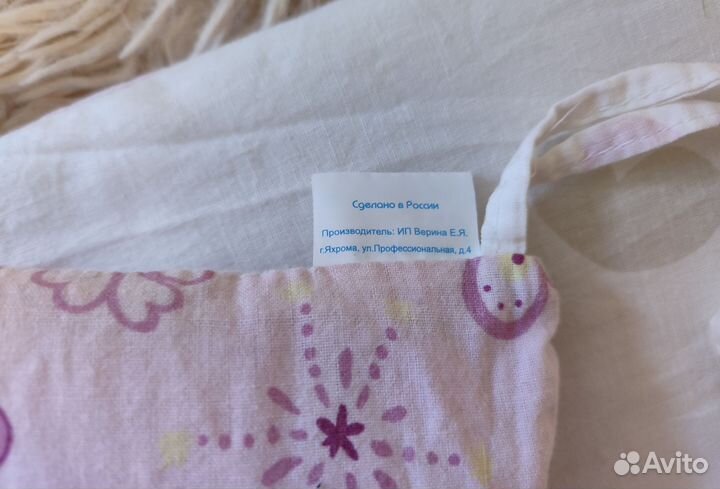 Сделано в России
Производитель: ИП Верина Е.Я.
г.Яхрома, ул.Профессиональная, д.4
Avito